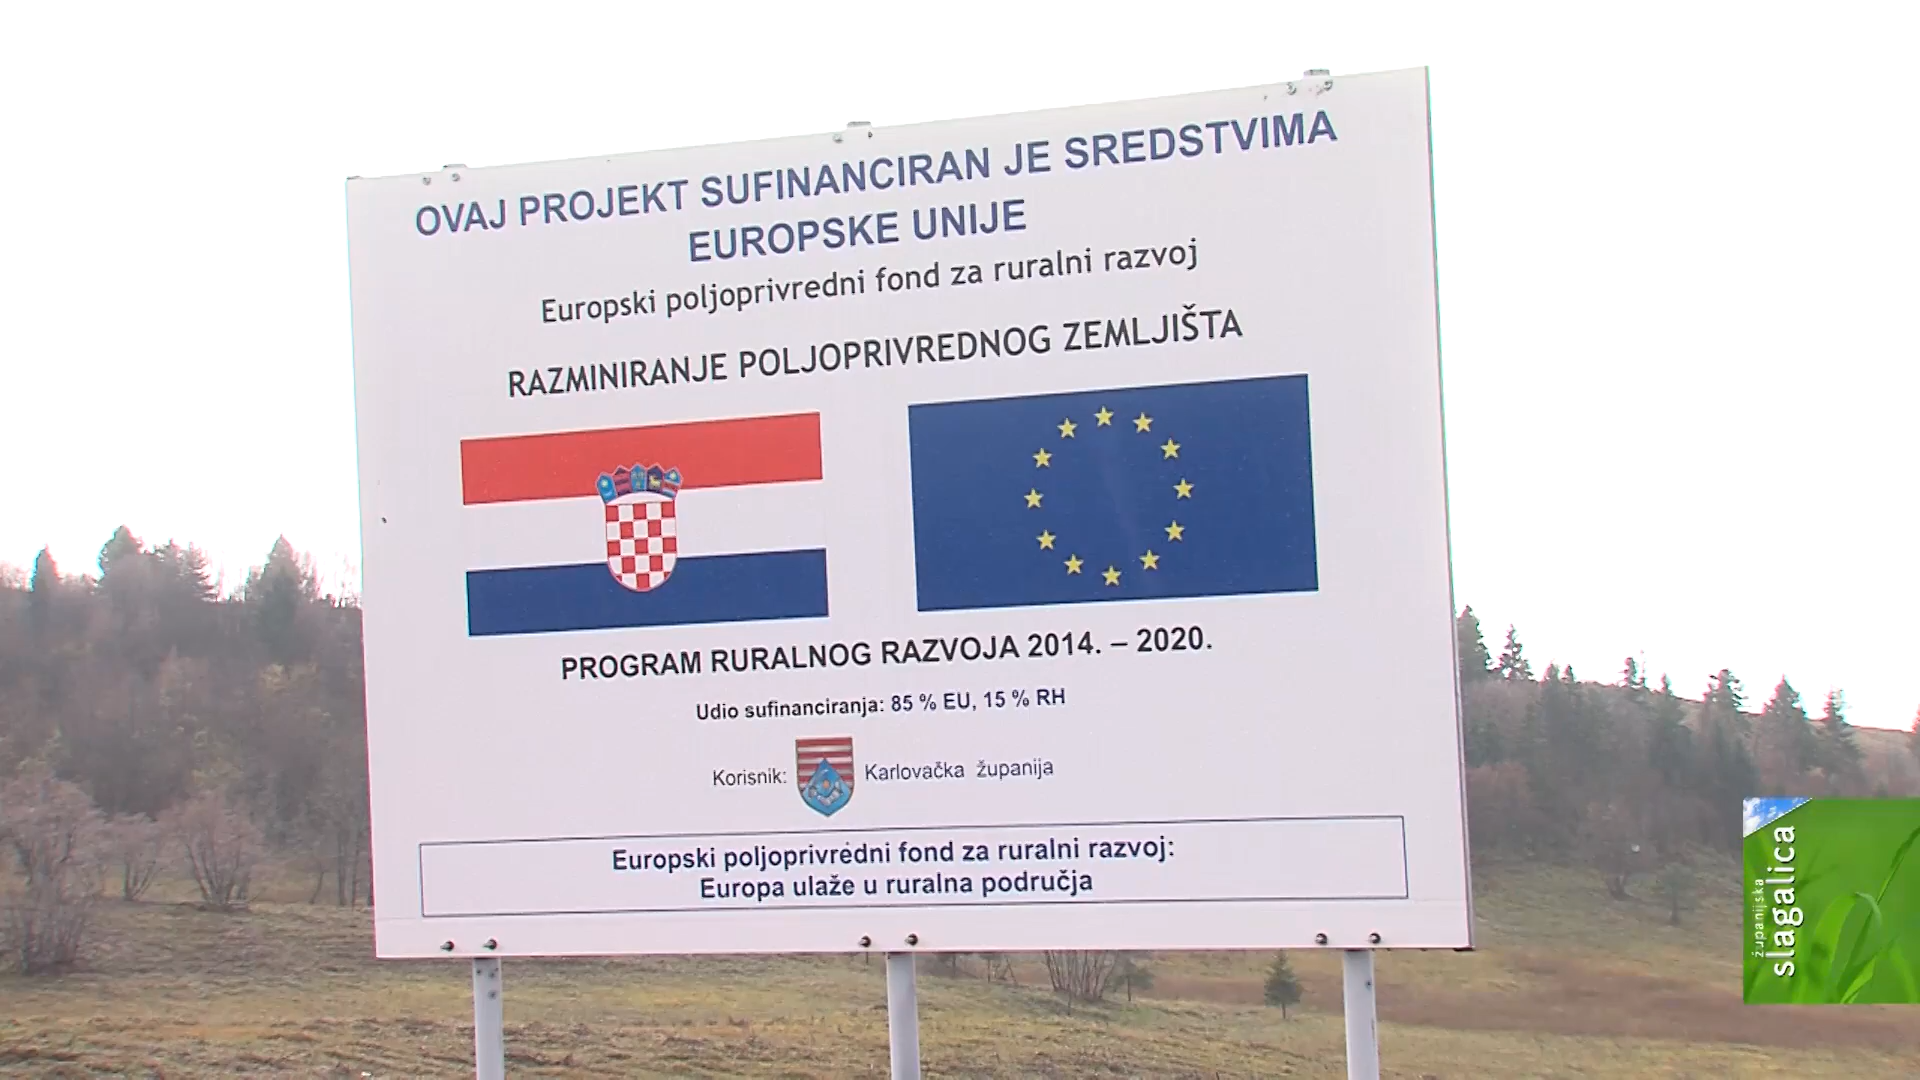 OVAJ PROJEKT SUFINANCIRAN JE SREDSTVIMA
EUROPSKE UNIJE
Europski poljoprivredni fond za ruralni razvoj
RAZMINIRANJE POLJOPRIVREDNOG ZEMLJIŠTA
PROGRAM RURALNOG RAZVOJA 2014. – 2020.
Udio sufinanciranja: 85 % EU, 15 % RH
Korisnik: Karlovačka županija
Europski poljoprivredni fond za ruralni razvoj:
Europa ulaže u ruralna područja
županijska
slagalica